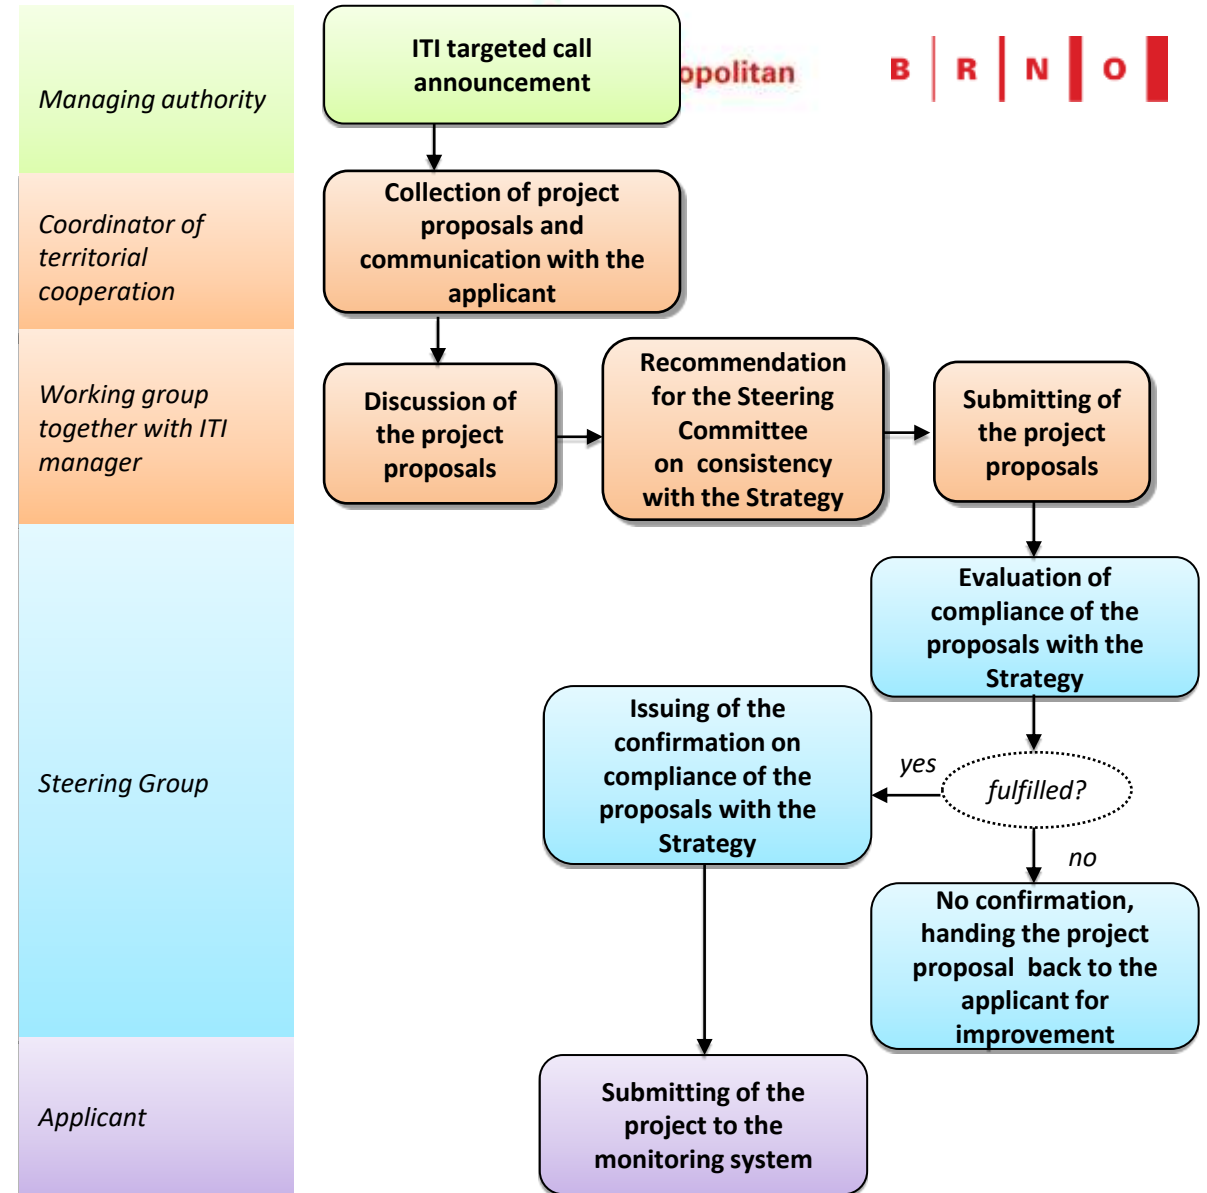 Managing authority
ITI targeted call
announcement
opolitan
B R N O
Coordinator of
territorial
cooperation
Collection of project
proposals and
communication with the
applicant
Working group
together with ITI
manager
Discussion of
the project
proposals
Recommendation
for the Steering
Committee
on consistency
with the Strategy
Submitting of
the project
proposals
Steering Group
Evaluation of
compliance of the
proposals with the
Strategy
fulfilled?
yes
Issuing of the
confirmation on
compliance of the
proposals with the
Strategy
no
No confirmation,
handing the project
proposal back to the
applicant for
improvement
Applicant
Submitting of the
project to the
monitoring system